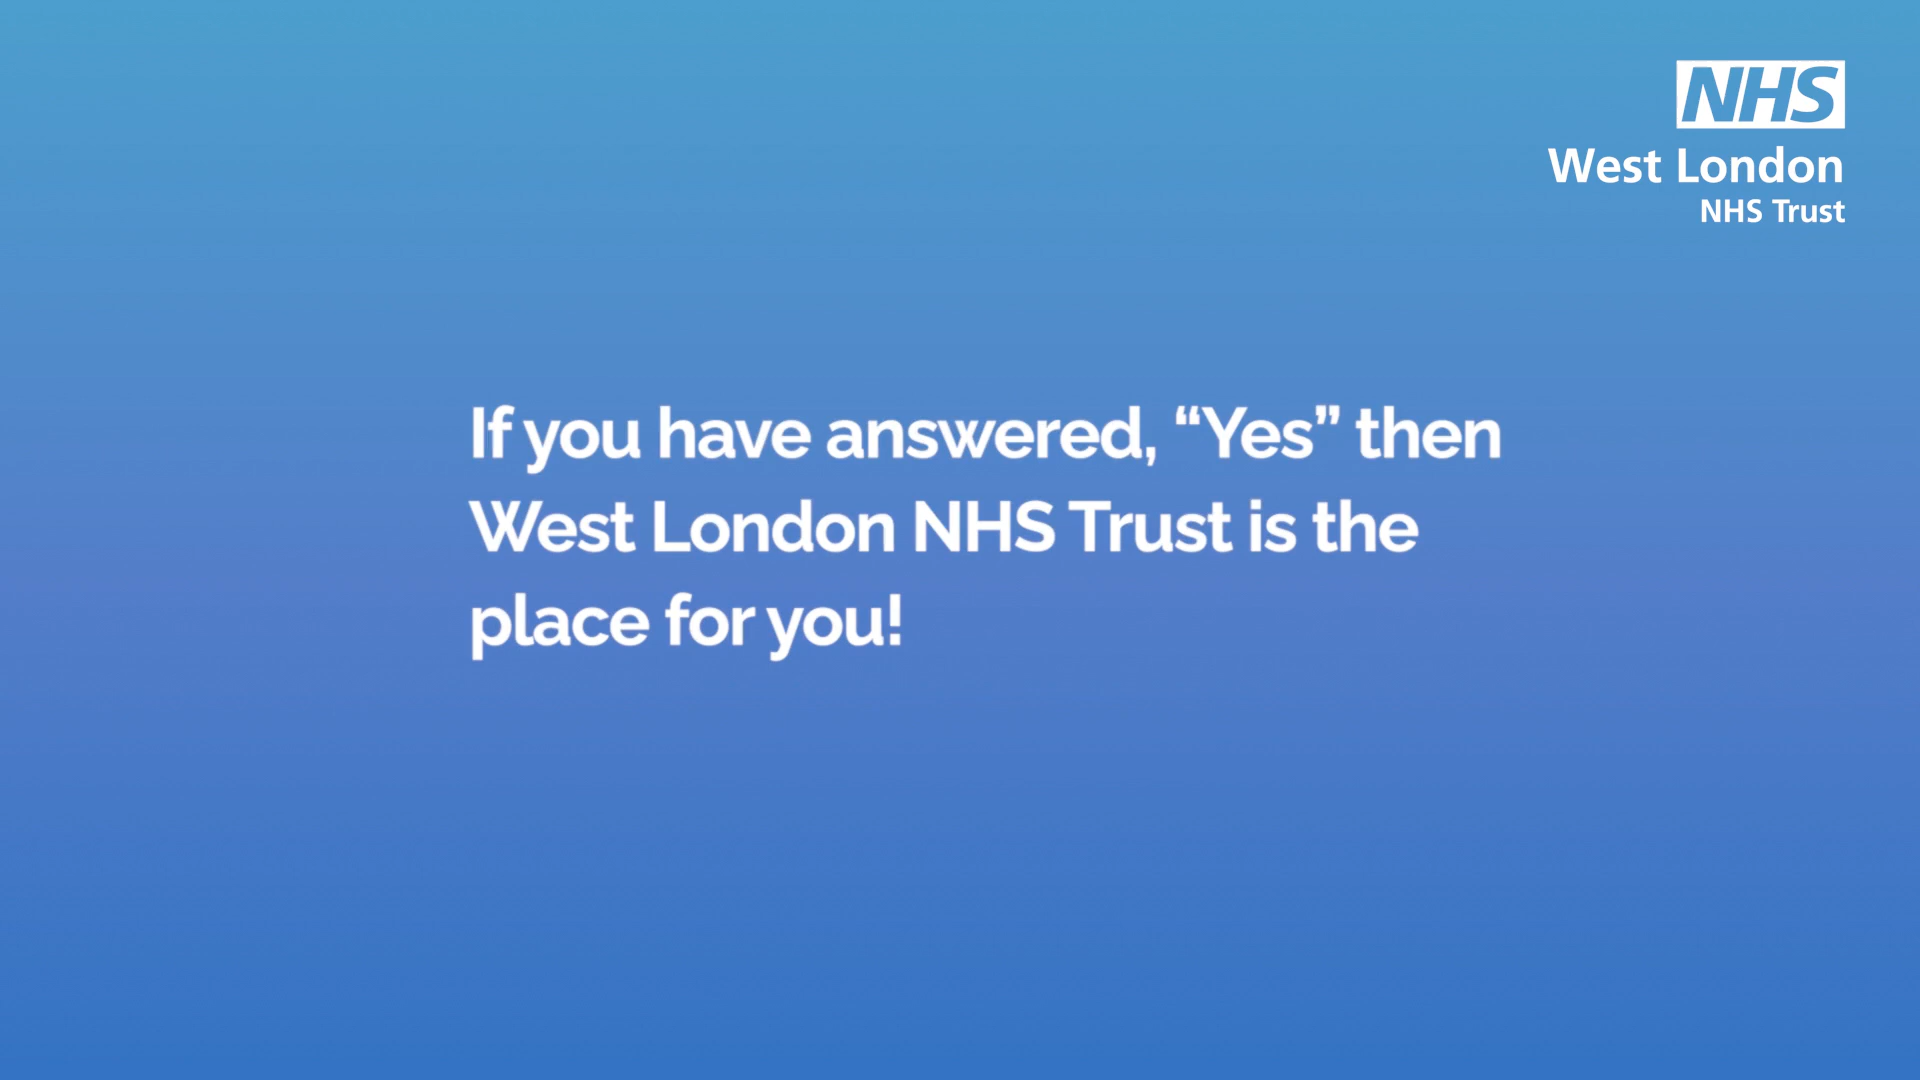 NHS
West London
NHS Trust
If you have answered, “Yes” then
West London NHS Trust is the
place for you!